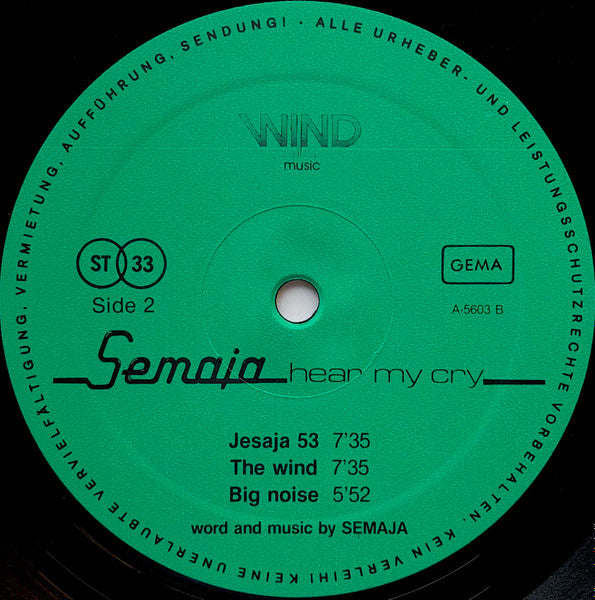 ALLE URHEBER- UND LEISTUNGSSCHUTZRECHTE VORBEHALTEN. KEIN VERLEIH! KEINE UNERLAUBTE VERVIELFÄLTIGUNG, VERMIETUNG, AUFFÜHRUNG, SENDUNG! ·
WIND
music
ST 33
GEMA
Side 2
A-5603 B
Semaja hear my cry
Jesaja 53 7'35
The wind 7'35
Big noise 5'52
word and music by SEMAJA